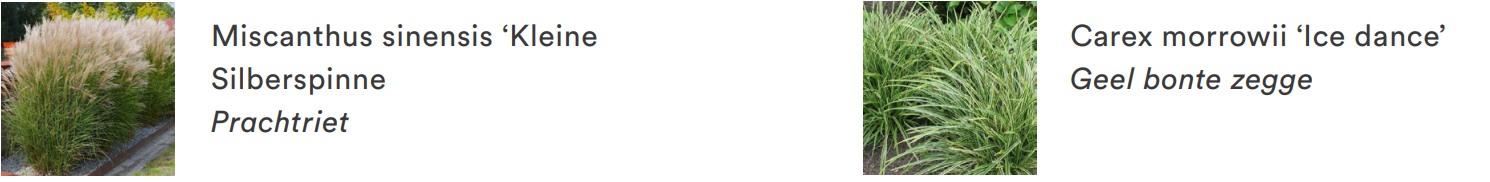 Miscanthus sinensis ‘Kleine
Silberspinne
Prachtriet
Carex morrowii ‘Ice dance’
Geel bonte zegge